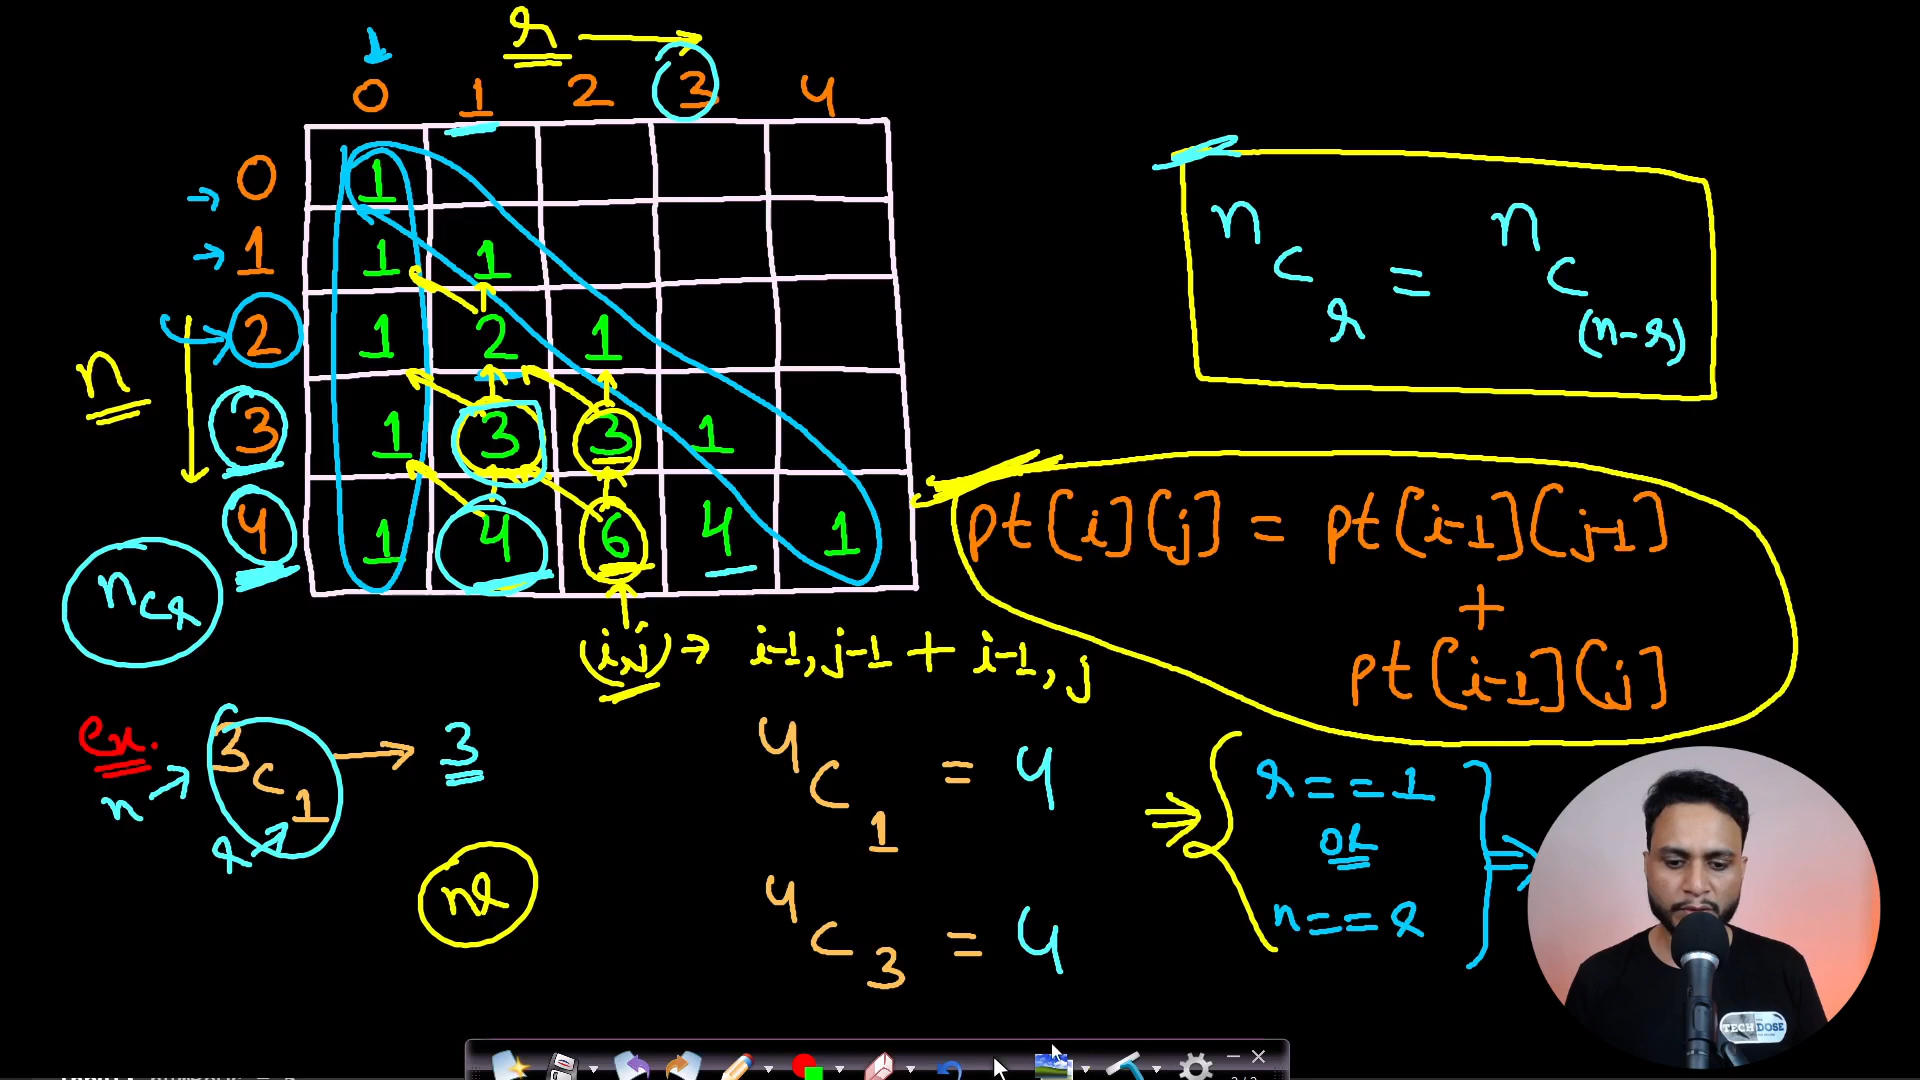 1
r
0 1 2 3 4
0 1
1 1 1
2 1 2 1
n
3 1 3 3 1
4 1 4 6 4 1
nCr = nC(n-r)
pt[i][j] = pt[i-1][j-1]
+
pt[i-1][j]
nCr
(i,j) → i-1, j-1 + i-1, j
ex. 3C1 → 3
n
r
nr
4C1 = 4
4C3 = 4
r==1
OR
n==r
TECH DOSE